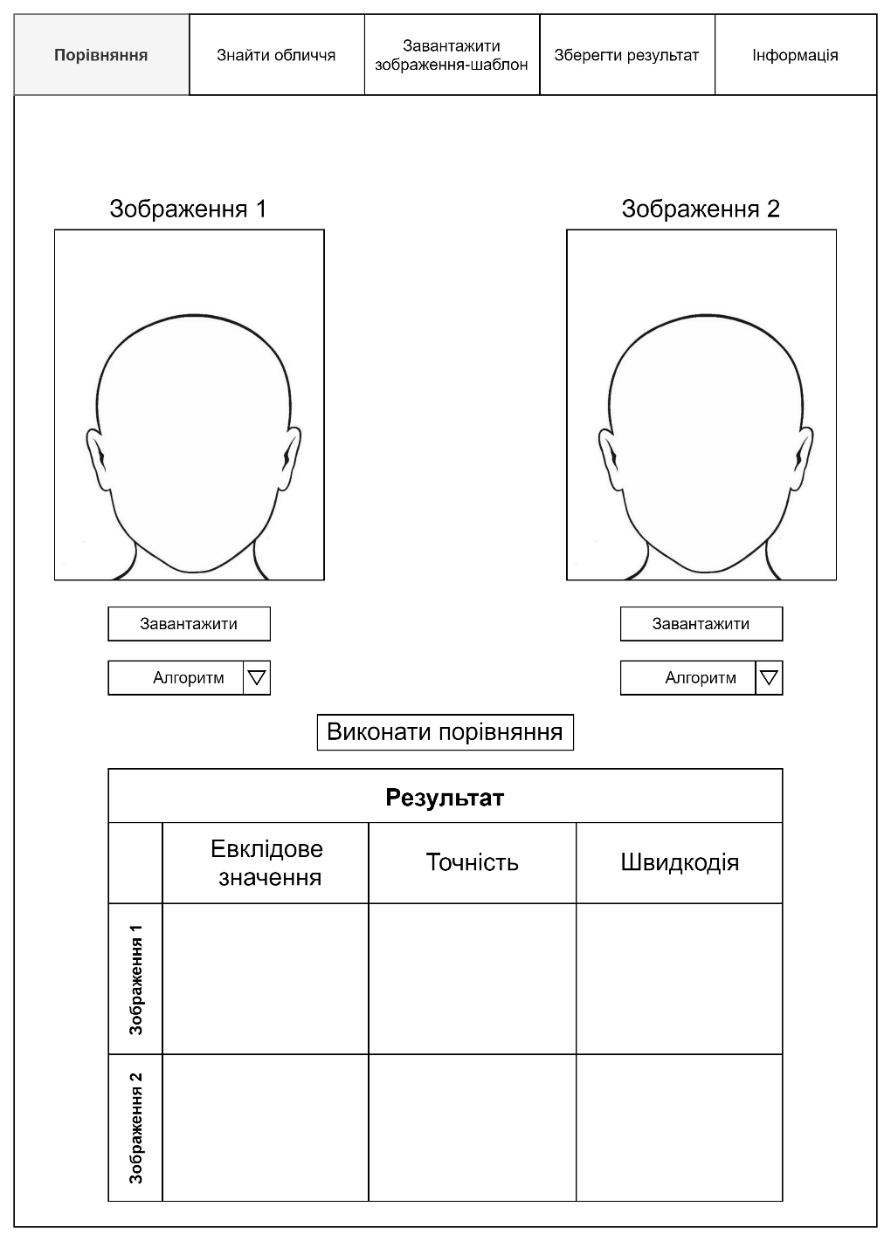 Порівняння
Знайти обличчя
Завантажити
зображення-шаблон
Зберегти результат
Інформація
Зображення 1
Зображення 2
Завантажити
Завантажити
Алгоритм
Алгоритм
Виконати порівняння
Результат
Евклідове
значення
Точність
Швидкодія
Зображення 1
Зображення 2